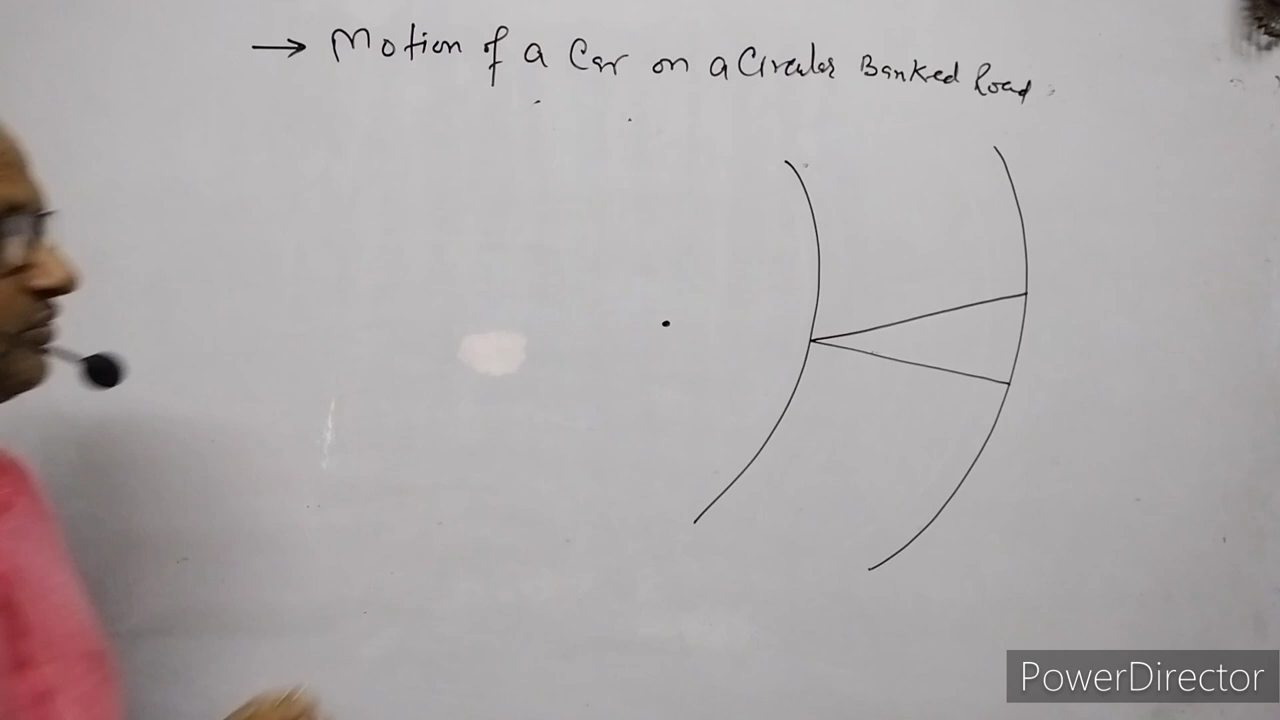 → Motion of a Car on a Circular Banked Road
PowerDirector